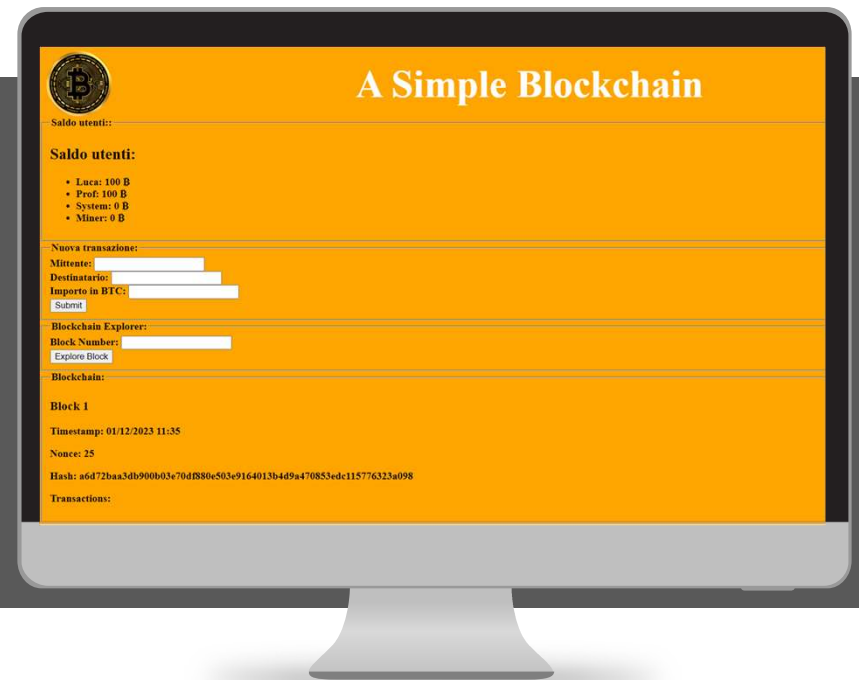 A Simple Blockchain
Saldo utenti::
Saldo utenti:
• Luca: 100 ₿
• Prof: 100 ₿
• System: 0 ₿
• Miner: 0 ₿
Nuova transazione:
Mittente:
Destinatario:
Importo in BTC:
Submit
Blockchain Explorer:
Block Number:
Explore Block
Blockchain:
Block 1
Timestamp: 01/12/2023 11:35
Nonce: 25
Hash: a6d72baa3db900b03e70df880e503e9164013b4d9a470853edc115776323a098
Transactions: